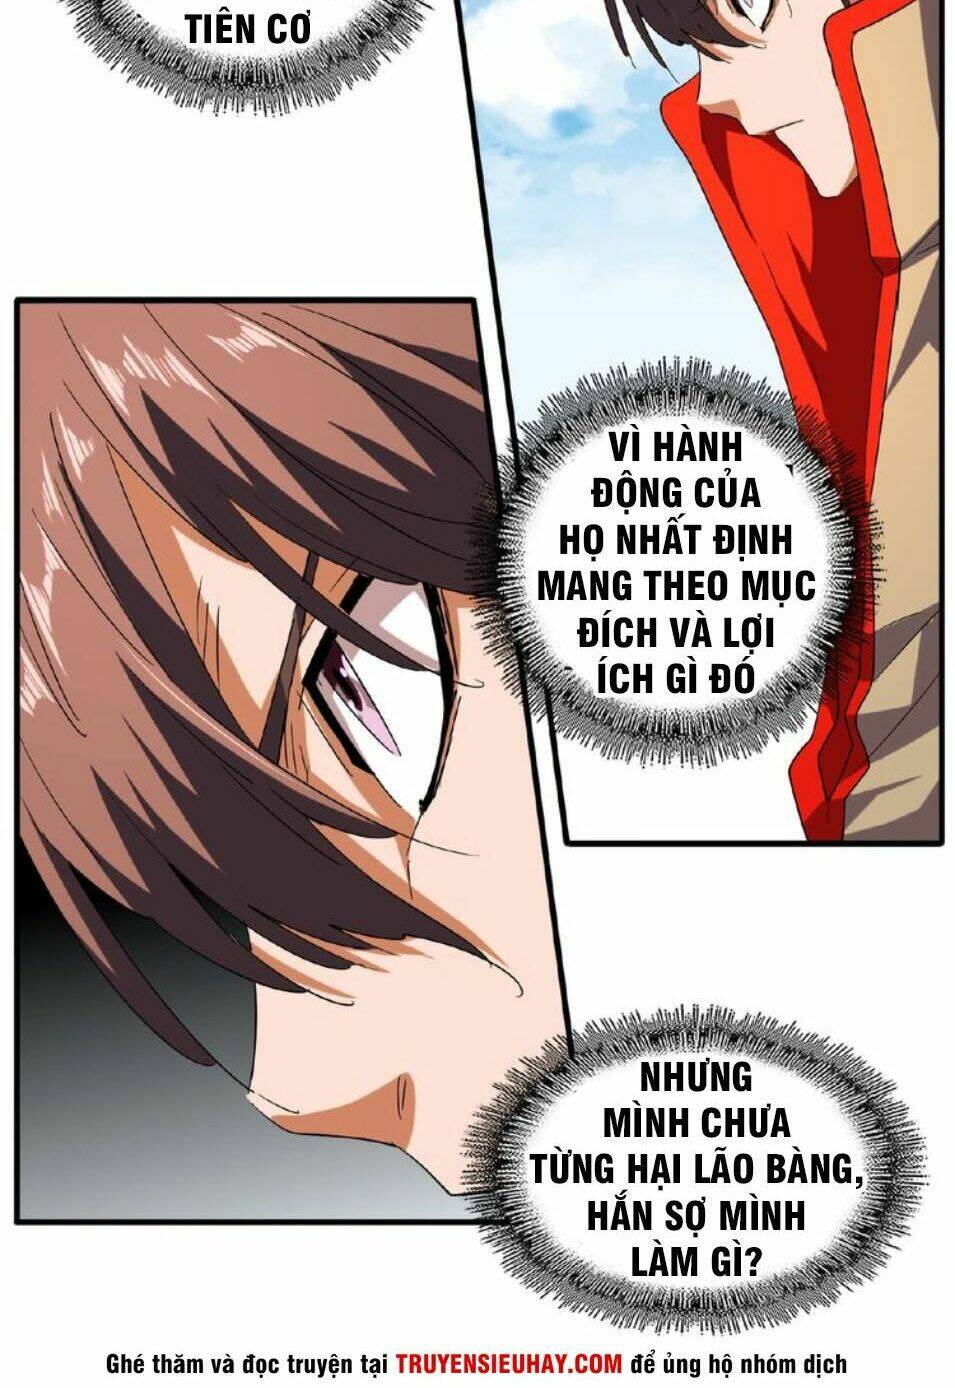 TIÊN CƠ
VÌ HÀNH
ĐỘNG CỦA
HỌ NHẤT ĐỊNH
MANG THEO MỤC
ĐÍCH VÀ LỢI
ÍCH GÌ ĐÓ
NHƯNG
MÌNH CHƯA
TỪNG HẠI LÃO BÀNG,
HẮN SỢ MÌNH
LÀM GÌ?
Ghé thăm và đọc truyện tại TRUYENSIEUHAY.COM để ủng hộ nhóm dịch